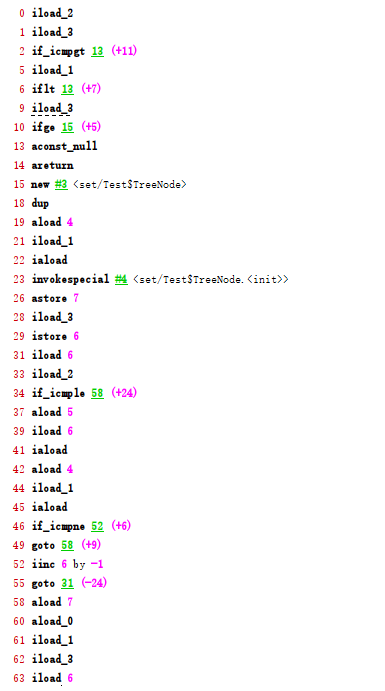 0 iload_2
1 iload_3
2 if_icmpgt 13 (+11)
5 iload_1
6 iflt 13 (+7)
9 iload_3
10 ifge 15 (+5)
13 aconst_null
14 areturn
15 new #3 <set/Test$TreeNode>
18 dup
19 aload 4
21 iload_1
22 iaload
23 invokespecial #4 <set/Test$TreeNode.<init>>
26 astore 7
28 iload_3
29 istore 6
31 iload 6
33 iload_2
34 if_icmple 58 (+24)
37 aload 5
39 iload 6
41 iaload
42 aload 4
44 iload_1
45 iaload
46 if_icmpne 52 (+6)
49 goto 58 (+9)
52 iinc 6 by -1
55 goto 31 (-24)
58 aload 7
60 aload_0
61 iload_1
62 iload_3
63 iload 6